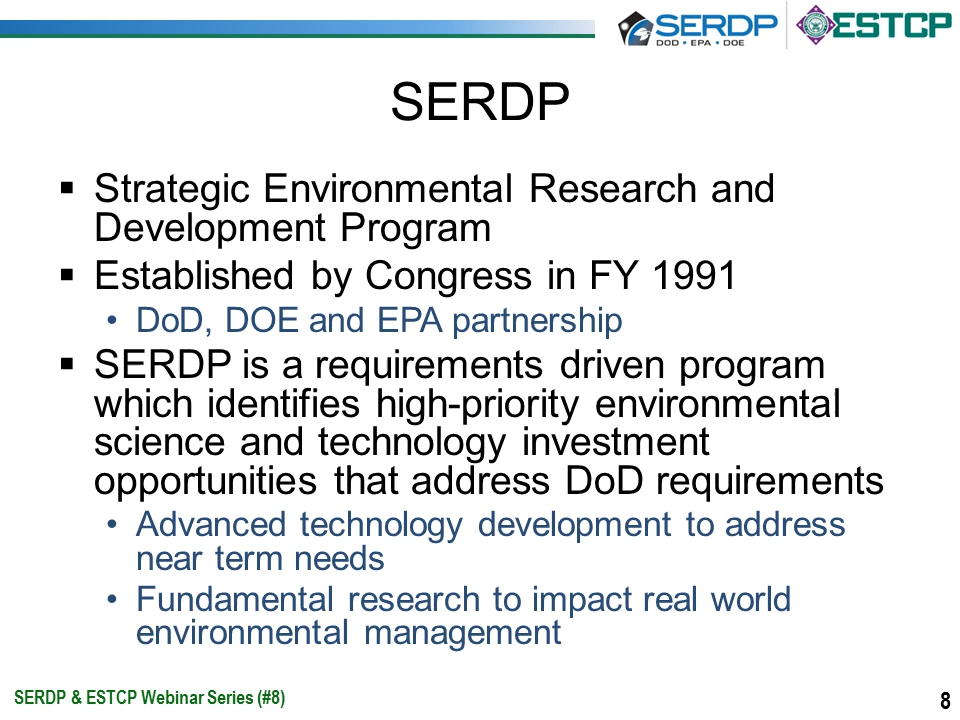 SERDP
DOD • EPA • DOE
ESTCP
SERDP
▪ Strategic Environmental Research and
Development Program
▪ Established by Congress in FY 1991
• DoD, DOE and EPA partnership
▪ SERDP is a requirements driven program
which identifies high-priority environmental
science and technology investment
opportunities that address DoD requirements
• Advanced technology development to address
near term needs
• Fundamental research to impact real world
environmental management
SERDP & ESTCP Webinar Series (#8)
8